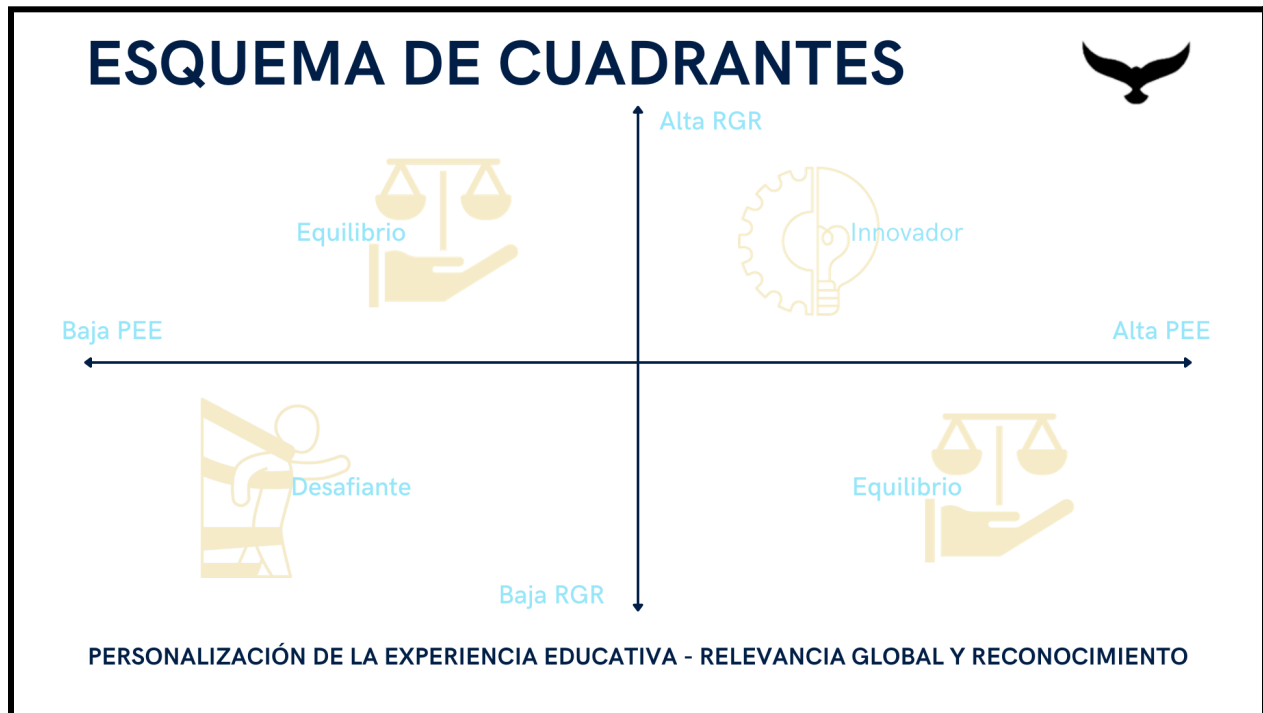 ESQUEMA DE CUADRANTES
Alta RGR
Equilibrio
Innovador
Baja PEE
Alta PEE
Desafiante
Equilibrio
Baja RGR
PERSONALIZACIÓN DE LA EXPERIENCIA EDUCATIVA - RELEVANCIA GLOBAL Y RECONOCIMIENTO